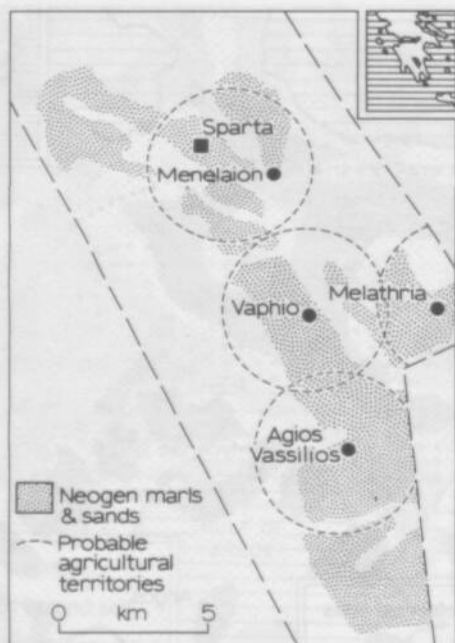 Sparta
Menelaion
Vaphio
Melathria
Agios
Vassilios
Neogen marls
& sands
Probable
agricultural
territories
0 km 5